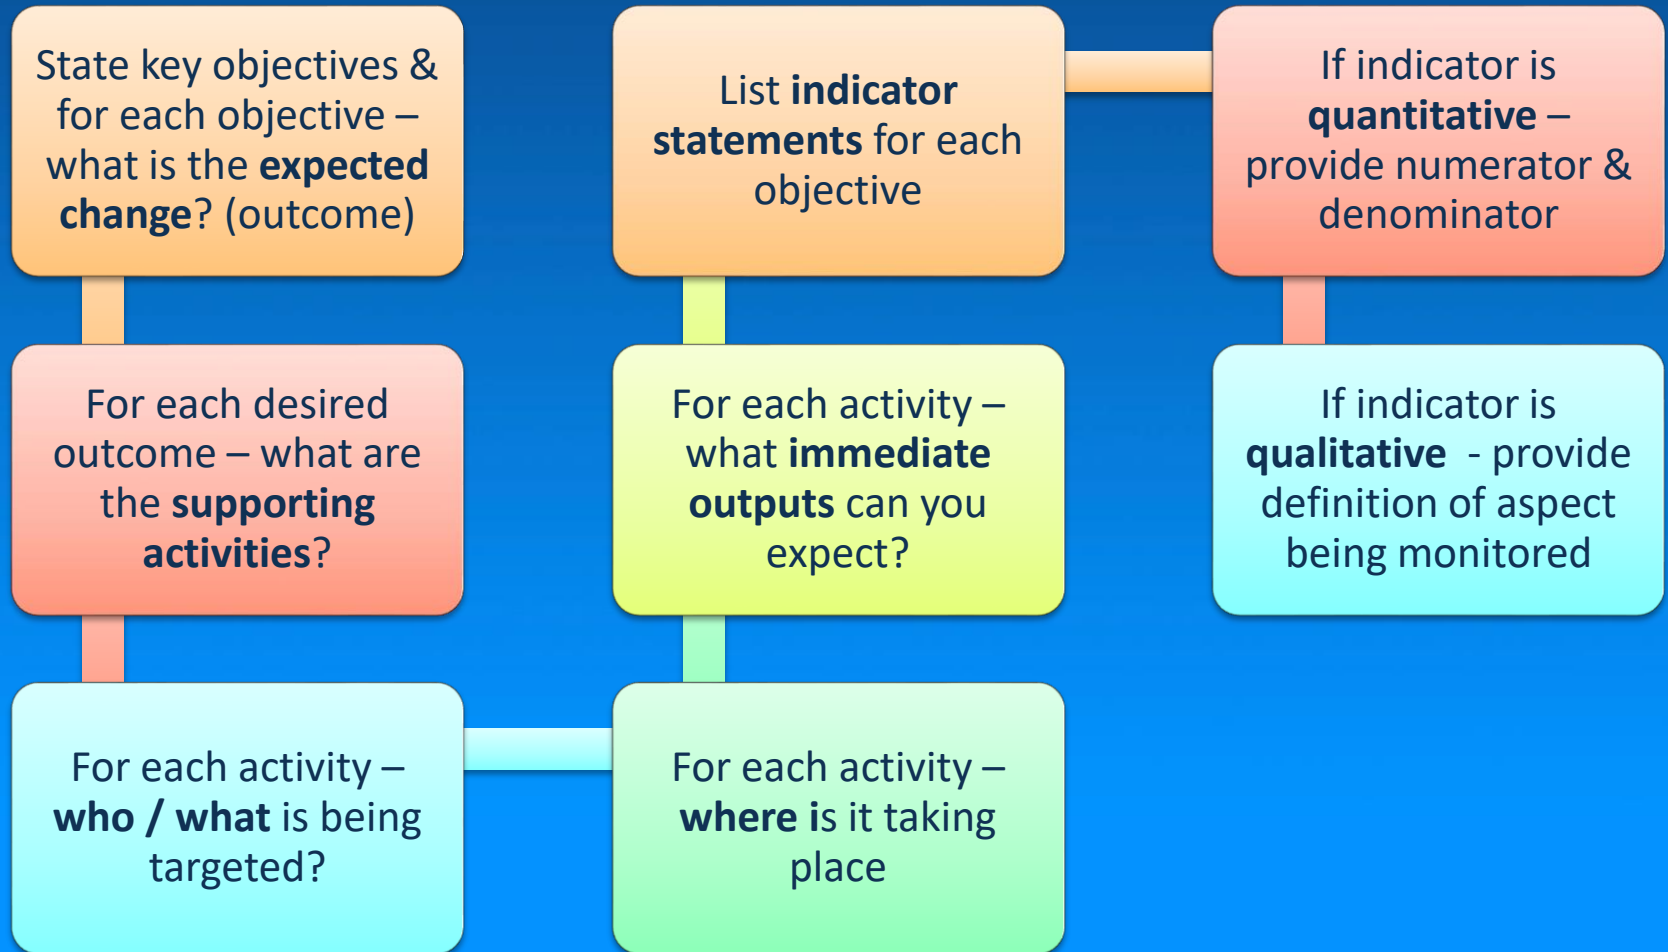 State key objectives &
for each objective –
what is the expected
change? (outcome)
For each desired
outcome – what are
the supporting
activities?
For each activity –
who / what is being
targeted?
For each activity –
where is it taking
place
For each activity –
what immediate
outputs can you
expect?
List indicator
statements for each
objective
If indicator is
quantitative –
provide numerator &
denominator
If indicator is
qualitative  - provide
definition of aspect
being monitored